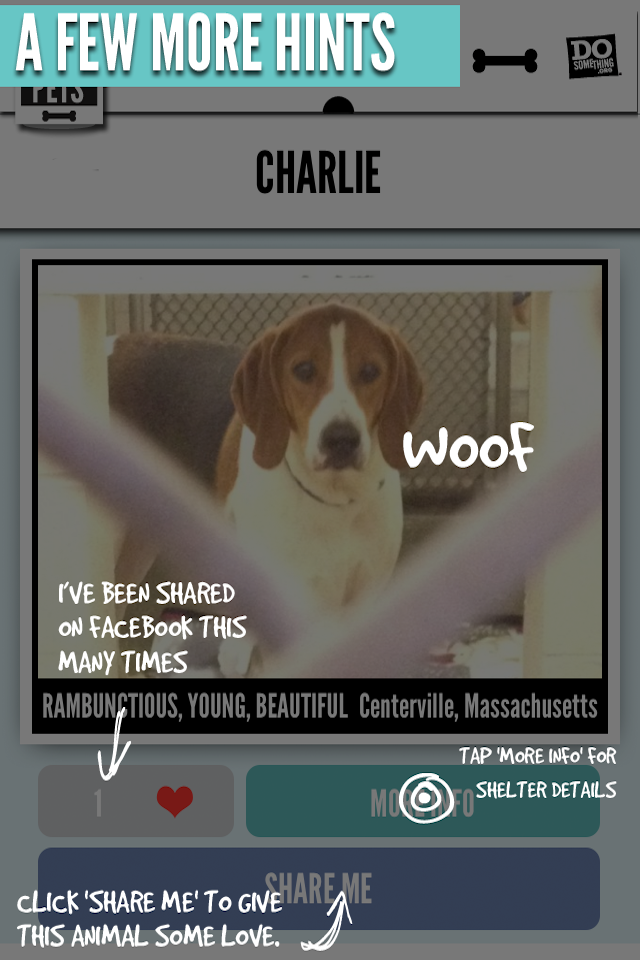 A FEW MORE HINTS
DO
SOMETHING
.ORG
PETS
CHARLIE
WOOF
I'VE BEEN SHARED
ON FACEBOOK THIS
MANY TIMES
RAMBUNCTIOUS, YOUNG, BEAUTIFUL Centerville, Massachusetts
TAP 'MORE INFO' FOR
SHELTER DETAILS
1
MORE INFO
SHARE ME
CLICK 'SHARE ME' TO GIVE
THIS ANIMAL SOME LOVE.